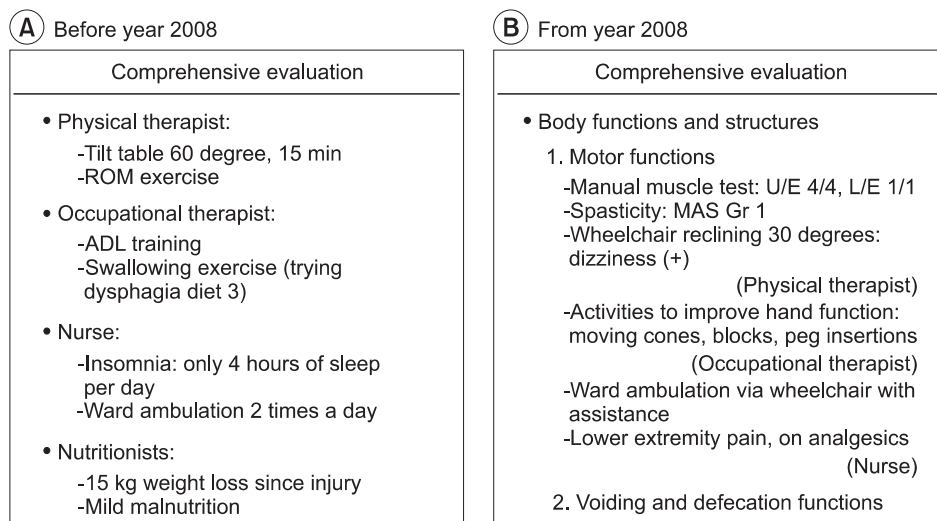 A Before year 2008
Comprehensive evaluation
• Physical therapist:
-Tilt table 60 degree, 15 min
-ROM exercise
• Occupational therapist:
-ADL training
-Swallowing exercise (trying
dysphagia diet 3)
• Nurse:
-Insomnia: only 4 hours of sleep
per day
-Ward ambulation 2 times a day
• Nutritionists:
-15 kg weight loss since injury
-Mild malnutrition
B From year 2008
Comprehensive evaluation
• Body functions and structures
1. Motor functions
-Manual muscle test: U/E 4/4, L/E 1/1
-Spasticity: MAS Gr 1
-Wheelchair reclining 30 degrees:
dizziness (+)
(Physical therapist)
-Activities to improve hand function:
moving cones, blocks, peg insertions
(Occupational therapist)
-Ward ambulation via wheelchair with
assistance
-Lower extremity pain, on analgesics
(Nurse)
2. Voiding and defecation functions